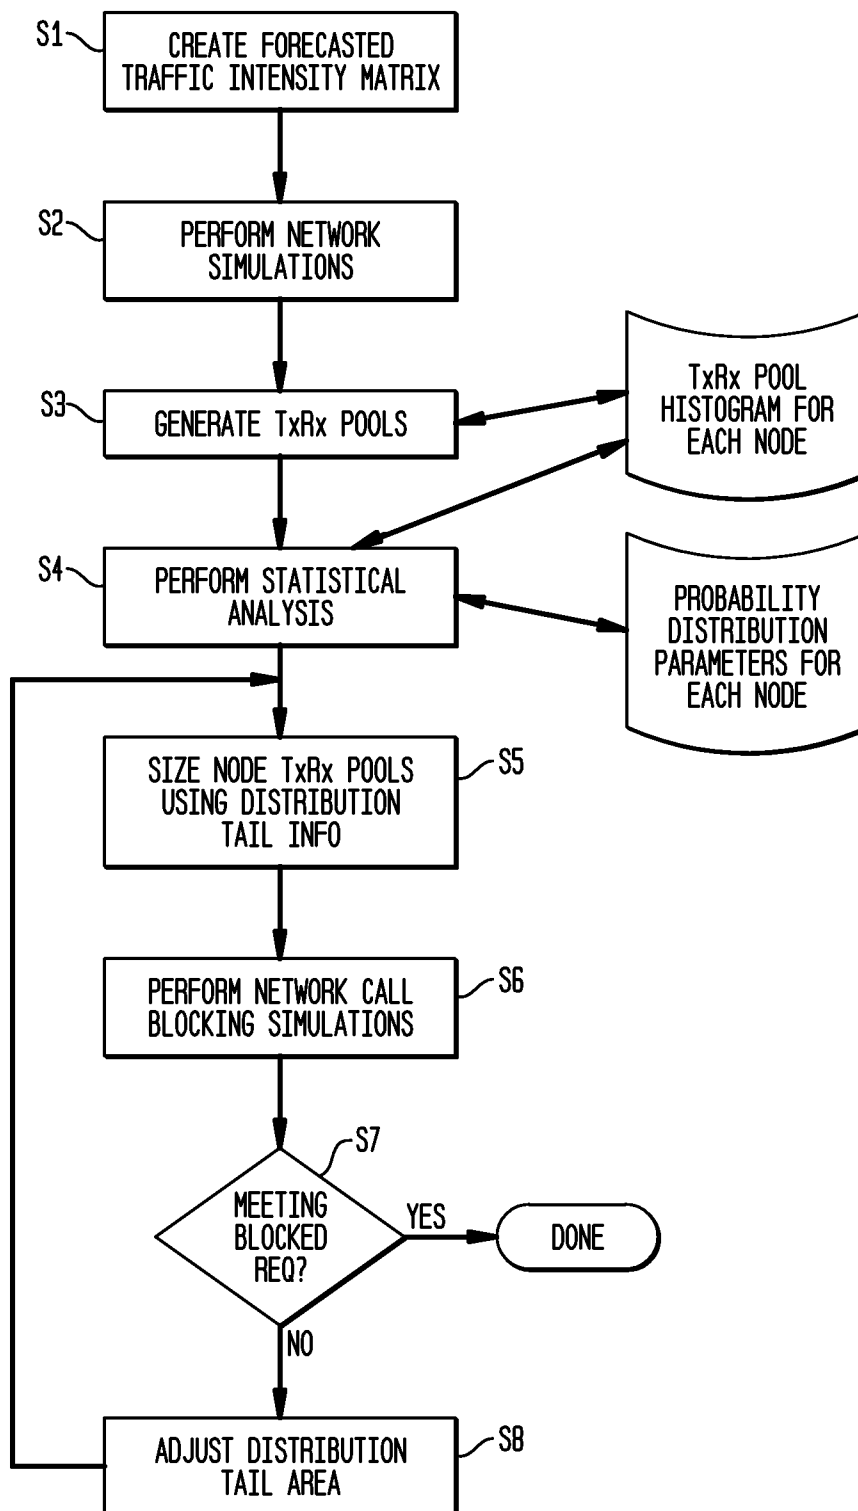 S1
CREATE FORECASTED
TRAFFIC INTENSITY MATRIX
S2
PERFORM NETWORK
SIMULATIONS
S3
GENERATE TxRx POOLS
TxRx POOL
HISTOGRAM FOR
EACH NODE
S4
PERFORM STATISTICAL
ANALYSIS
PROBABILITY
DISTRIBUTION
PARAMETERS FOR
EACH NODE
SIZE NODE TxRx POOLS
USING DISTRIBUTION
TAIL INFO
S5
PERFORM NETWORK CALL
BLOCKING SIMULATIONS
S6
S7
MEETING
BLOCKED
REQ?
YES
DONE
NO
ADJUST DISTRIBUTION
TAIL AREA
S8